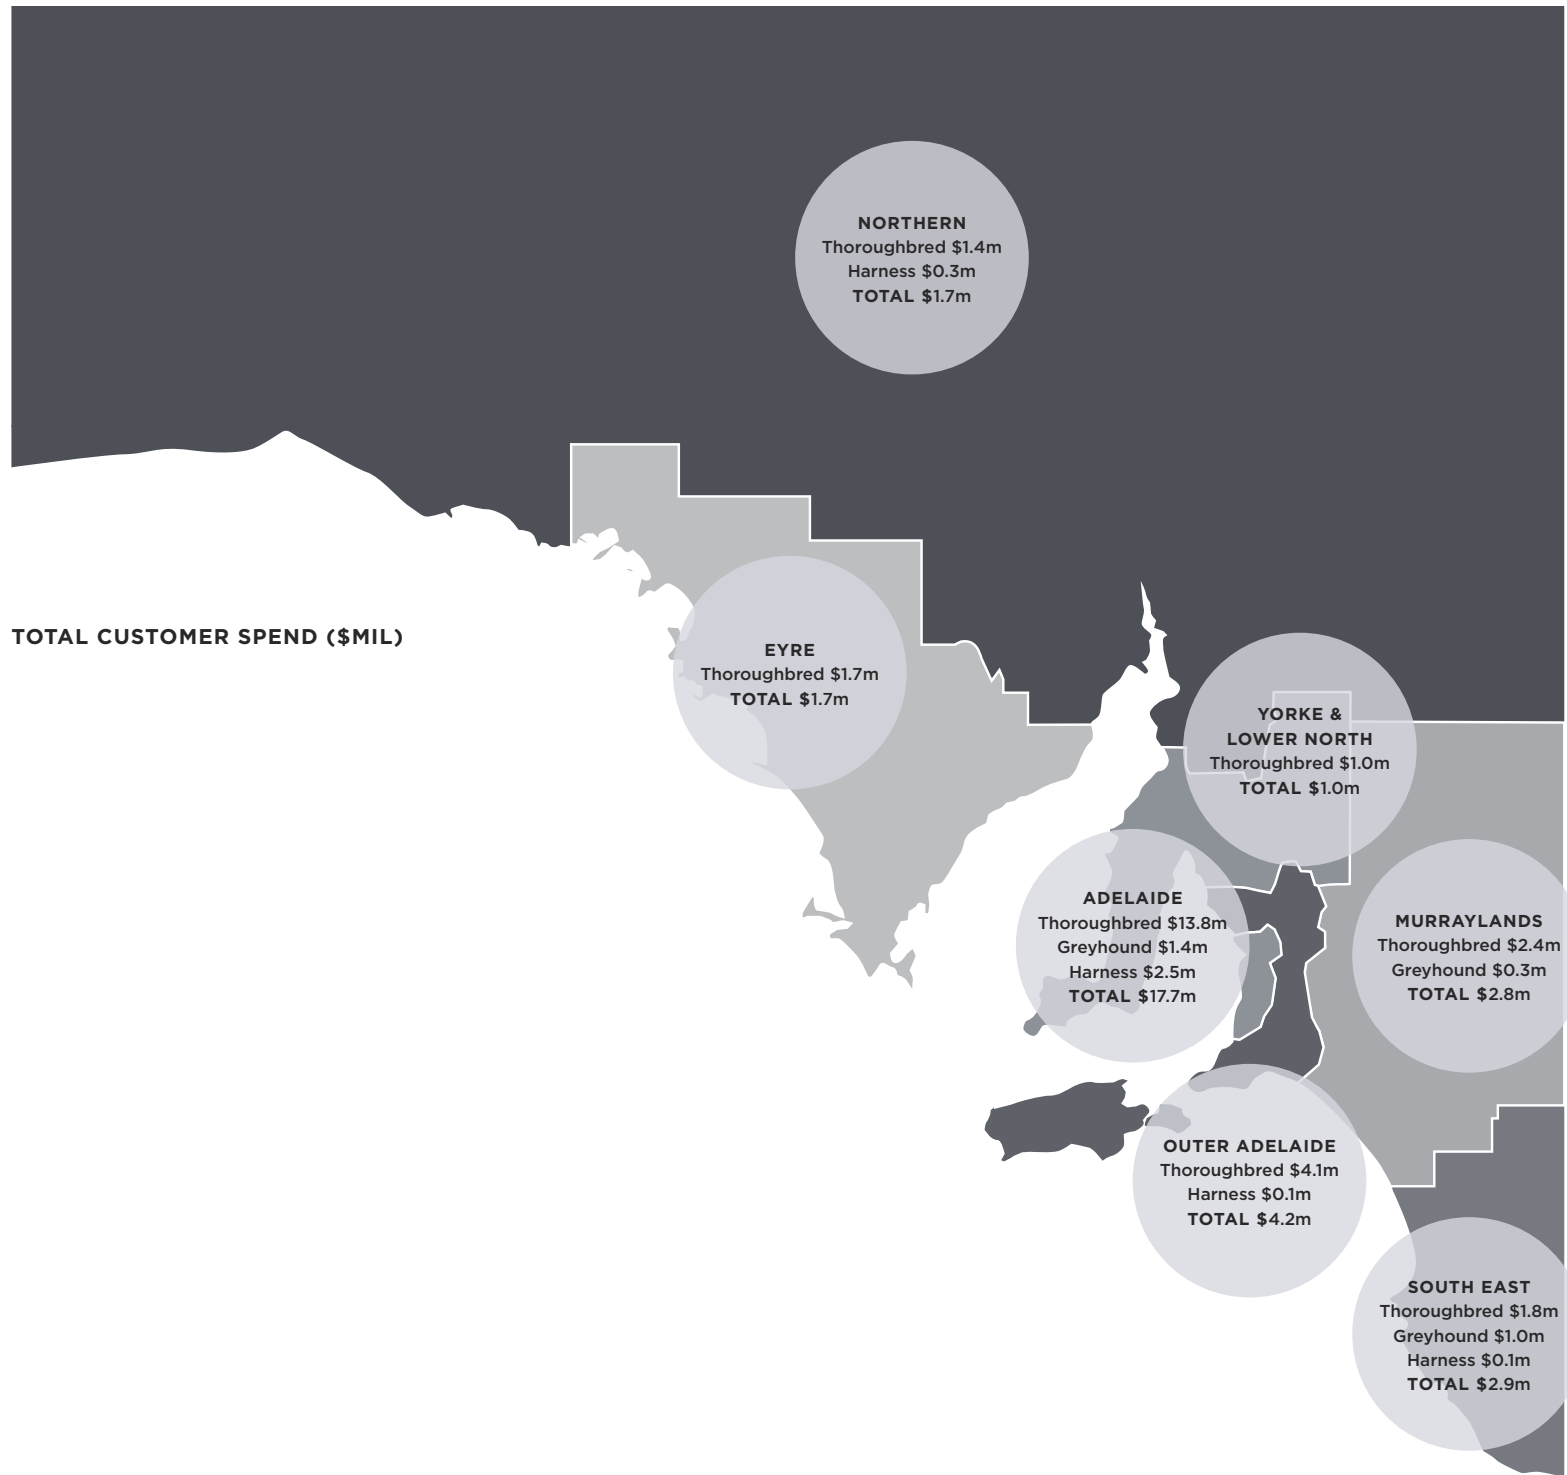 NORTHERN
Thoroughbred $1.4m
Harness $0.3m
TOTAL $1.7m
TOTAL CUSTOMER SPEND ($MIL)
EYRE
Thoroughbred $1.7m
TOTAL $1.7m
YORKE &
LOWER NORTH
Thoroughbred $1.0m
TOTAL $1.0m
ADELAIDE
Thoroughbred $13.8m
Greyhound $1.4m
Harness $2.5m
TOTAL $17.7m
MURRAYLANDS
Thoroughbred $2.4m
Greyhound $0.3m
TOTAL $2.8m
OUTER ADELAIDE
Thoroughbred $4.1m
Harness $0.1m
TOTAL $4.2m
SOUTH EAST
Thoroughbred $1.8m
Greyhound $1.0m
Harness $0.1m
TOTAL $2.9m